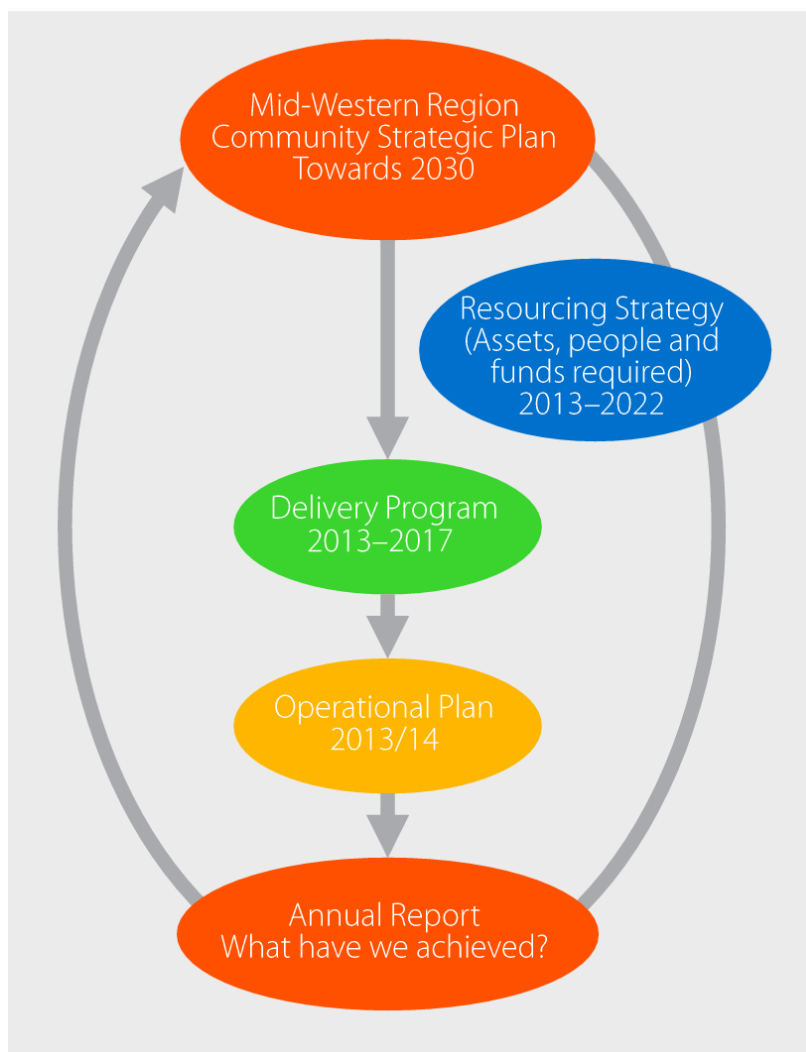 Mid-Western Region
Community Strategic Plan
Towards 2030
Resourcing Strategy
(Assets, people and
funds required)
2013–2022
Delivery Program
2013–2017
Operational Plan
2013/14
Annual Report
What have we achieved?